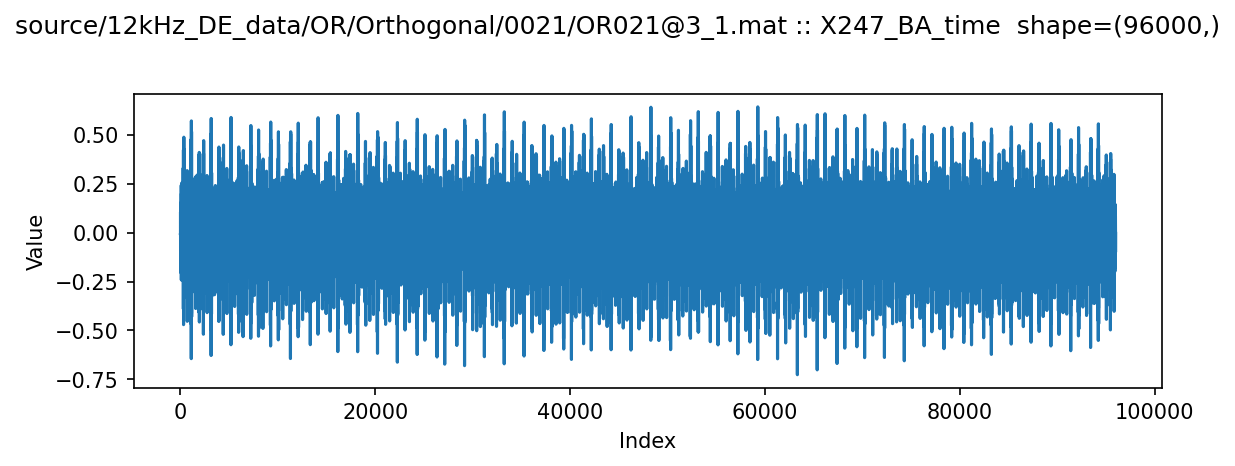 source/12kHz_DE_data/OR/Orthogonal/0021/OR021@3_1.mat :: X247_BA_time  shape=(96000,)
0.50
0.25
0.00
−0.25
−0.50
−0.75
Value
0 20000 40000 60000 80000 100000
Index